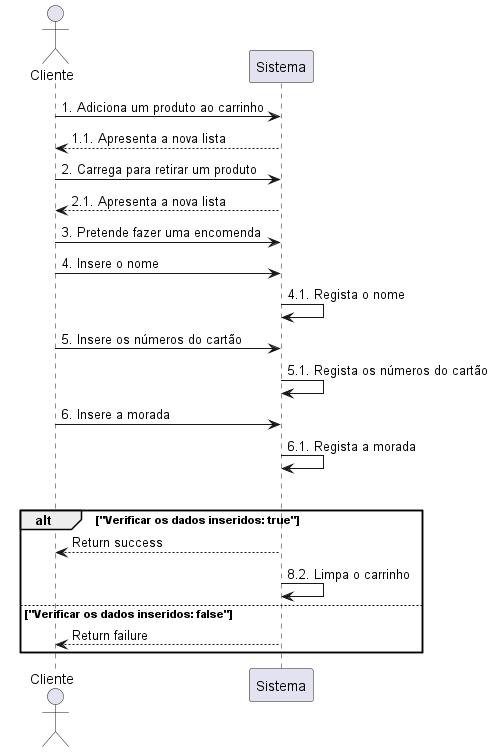 Cliente
Sistema
1. Adiciona um produto ao carrinho
1.1. Apresenta a nova lista
2. Carrega para retirar um produto
2.1. Apresenta a nova lista
3. Pretende fazer uma encomenda
4. Insere o nome
4.1. Regista o nome
5. Insere os números do cartão
5.1. Regista os números do cartão
6. Insere a morada
6.1. Regista a morada
alt ["Verificar os dados inseridos: true"]
Return success
8.2. Limpa o carrinho
["Verificar os dados inseridos: false"]
Return failure
Cliente
Sistema